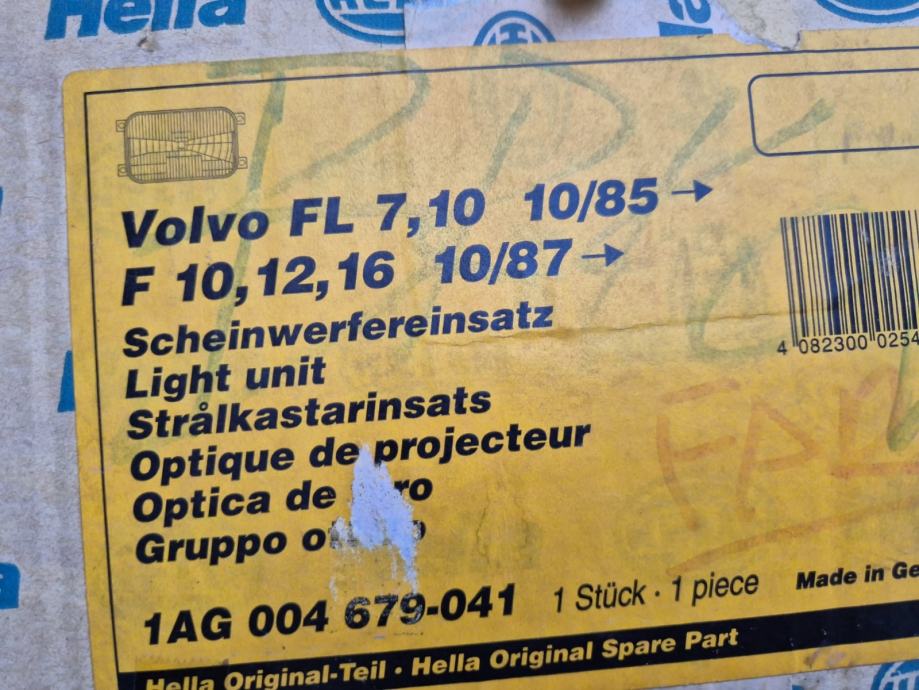 Hella
Volvo FL 7,10 10/85 →
F 10,12,16 10/87 →
4 082300 0254
Scheinwerfereinsatz
Light unit
Strålkastarinsats
Optique de projecteur
Optica de
Gruppo
1AG 004 679-041 1 Stück · 1 piece Made in Ge
Hella Original-Teil · Hella Original Spare Part